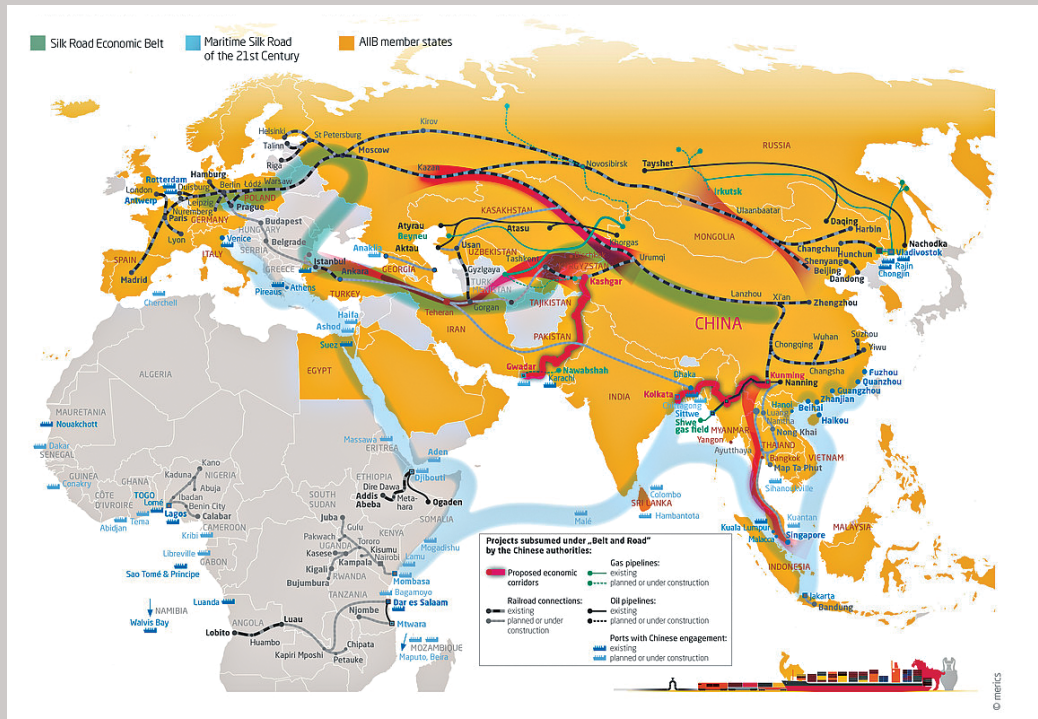 Silk Road Economic Belt
Maritime Silk Road
of the 21st Century
AIIB member states
Helsinki
St Petersburg
Kirov
Talinn
Riga
Moscow
Kazan
Novosibirsk
Tayshet
RUSSIA
Irkutsk
Rotterdam
Hamburg
London
Duisburg
Berlin
Łódź
Warsaw
Antwerp
Leipzig
POLAND
Prague
Paris
Nüremberg
GERMANY
Lyon
Budapest
HUNGARY
Belgrade
SERBIA
Venice
ITALY
SPAIN
Madrid
GREECE
Istanbul
Ankara
TURKEY
Anaklia
GEORGIA
Atyrau
Beyneu
Aktau
Atasu
KASAKHSTAN
Usan
UZBEKISTAN
Gyzlgaya
Tashkent
Khorgas
Urumqi
Ulaanbaatar
MONGOLIA
Daqing
Harbin
Changchun
Hunchun
Shenyang
Beijing
Dandong
Nachodka
Vladivostok
Rajin
Chongjin
Kashgar
TAJIKISTAN
Teheran
Gorgan
IRAN
PAKISTAN
Lanzhou
Xi'an
Zhengzhou
CHINA
Piraeus
Athens
Cherchell
Haifa
Ashod
Suez
EGYPT
ALGERIA
Gwadar
Karachi
Nawabshah
Chongqing
Wuhan
Suzhou
Yiwu
Changsha
Fuzhou
Quanzhou
Guangzhou
Zhanjian
Beihai
Haikou
Kunming
Nanning
Hanoi
Dhaka
Kolkata
Chittagong
Sittwe
Shwe
gas field
MYANMAR
Yangon
INDIA
Luang
Namtha
Nong Khai
THAILAND
Ayutthaya
Bangkok
VIETNAM
Map Ta Phut
Sihanoukville
MAURETANIA
Nouakchott
Dakar
SENEGAL
GUINEA
Conakry
CÔTE
D'IVOIRE
Abidjan
GHANA
Tema
TOGO
Lomé
Lagos
Kano
Kaduna
NIGERIA
Abuja
Ibadan
Benin City
Calabar
CAMEROON
Kribi
Libreville
GABON
Sao Tomé & Príncipe
Massawa
ERITREA
Aden
Djibouti
ETHIOPIA
Dire Dawa
Addis
Abeba
Meta-
hara
Ogaden
SOMALIA
SOUTH
SUDAN
Juba
Gulu
Pakwach
Tororo
KENYA
UGANDA
Kisumu
Kasese
Kampala
Nairobi
Mogadishu
Lamu
Kigali
RWANDA
Bujumbura
Mombasa
Bagamoyo
TANZANIA
Dar es Salaam
Njombe
Mtwara
Luanda
NAMIBIA
Walvis Bay
ANGOLA
Luau
Lobito
Huambo
Chipata
Kapiri Mposhi
Petauke
MOZAMBIQUE
Maputo, Beira
Malé
Colombo
SRI LANKA
Hambantota
Kuantan
Kuala Lumpur
Malacca
Singapore
MALAYSIA
INDONESIA
Jakarta
Bandung
Projects subsumed under „Belt and Road“
by the Chinese authorities:
Proposed economic
corridors
Railroad connections:
existing
planned or under
construction
Gas pipelines:
existing
planned or under construction
Oil pipelines:
existing
planned or under construction
Ports with Chinese engagement:
existing
planned or under construction
© merics